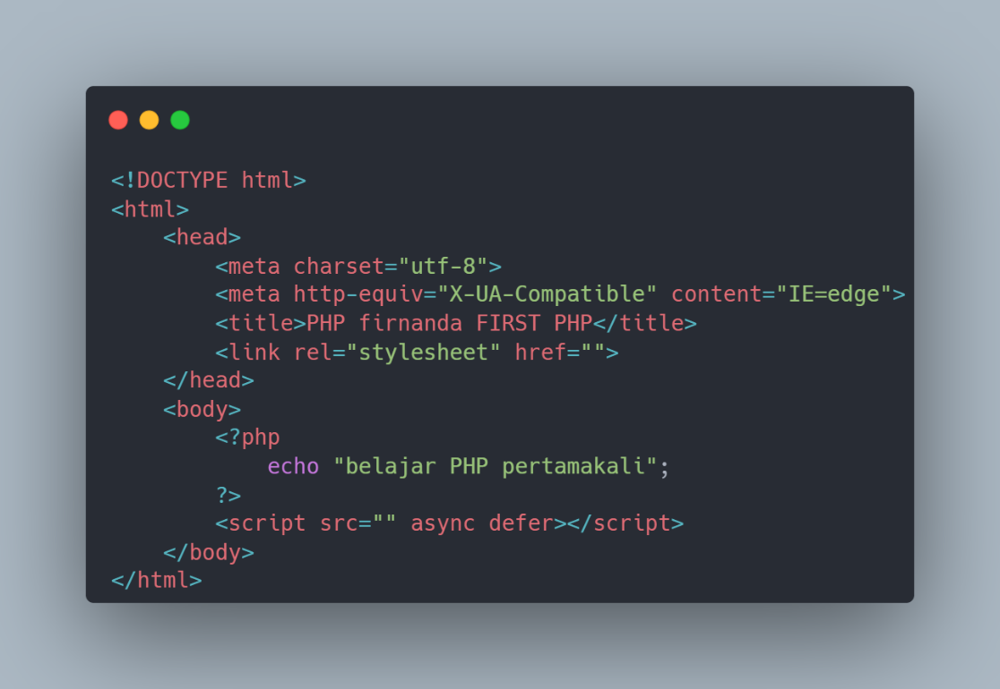 <!DOCTYPE html>
<html>
    <head>
        <meta charset="utf-8">
        <meta http-equiv="X-UA-Compatible" content="IE=edge">
        <title>PHP firnanda FIRST PHP</title>
        <link rel="stylesheet" href="">
    </head>
    <body>
        <?php
            echo "belajar PHP pertamakali";
        ?>
        <script src="" async defer></script>
    </body>
</html>